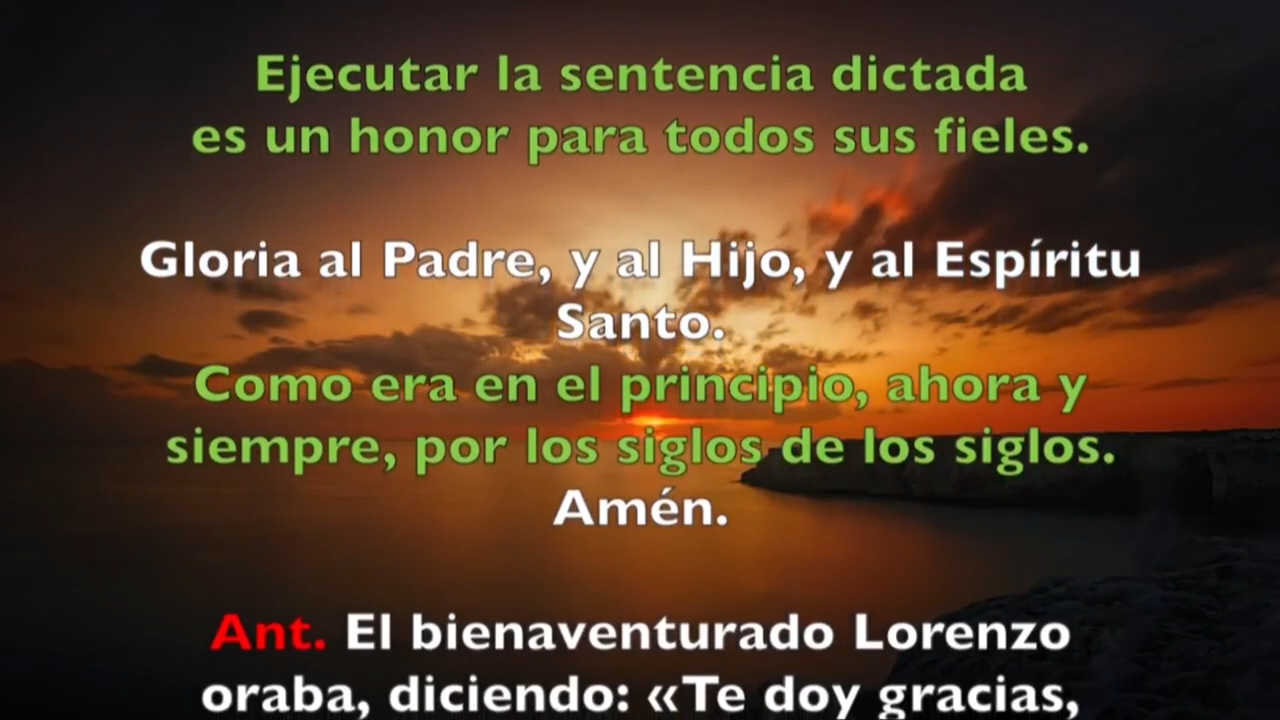 Ejecutar la sentencia dictada
es un honor para todos sus fieles.
Gloria al Padre, y al Hijo, y al Espíritu
Santo.
Como era en el principio, ahora y
siempre, por los siglos de los siglos.
Amén.
Ant. El bienaventurado Lorenzo
oraba, diciendo: «Te doy gracias,